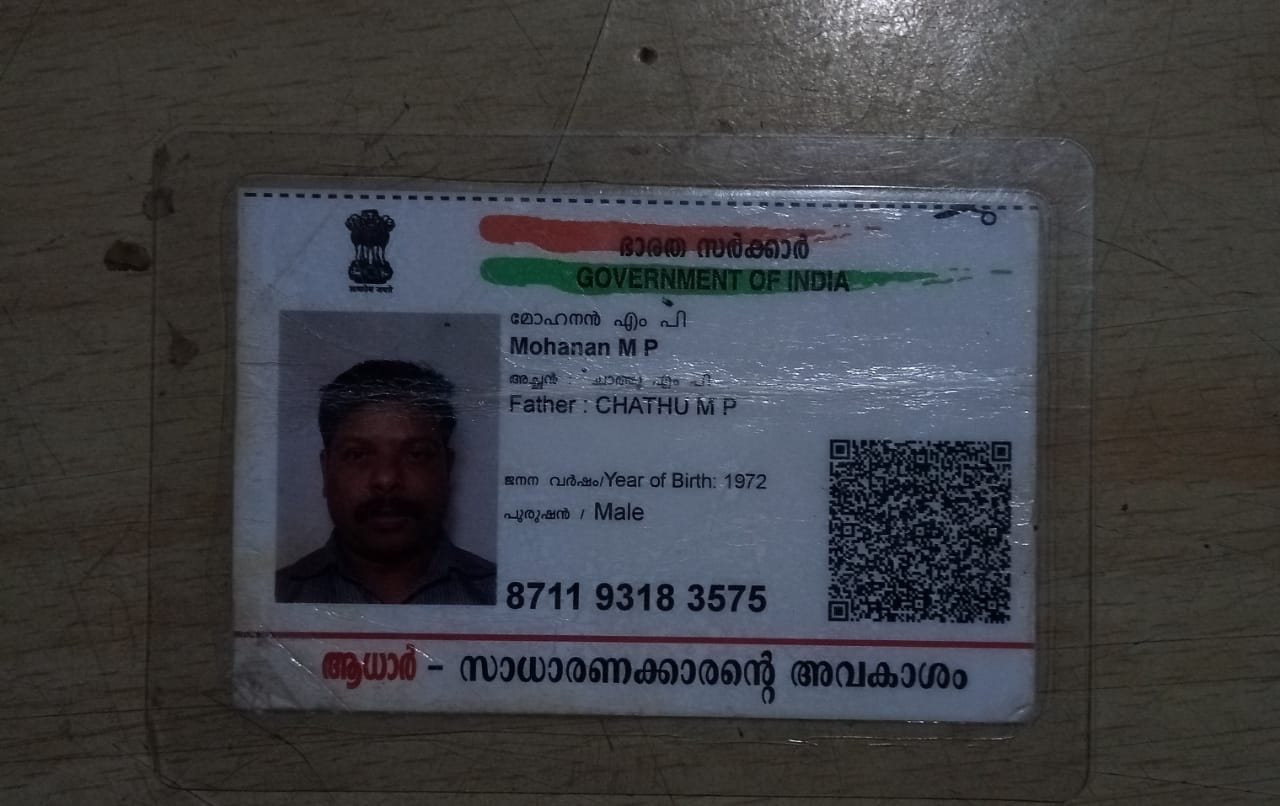 ഭാരത സർക്കാർ
GOVERNMENT OF INDIA
മോഹനൻ എം പി
Mohanan M P
അച്ഛൻ : ചാത്തു എം പി
Father : CHATHU M P
ജനന വർഷം/Year of Birth: 1972
പുരുഷൻ / Male
8711 9318 3575
ആധാർ – സാധാരണക്കാരന്റെ അവകാശം